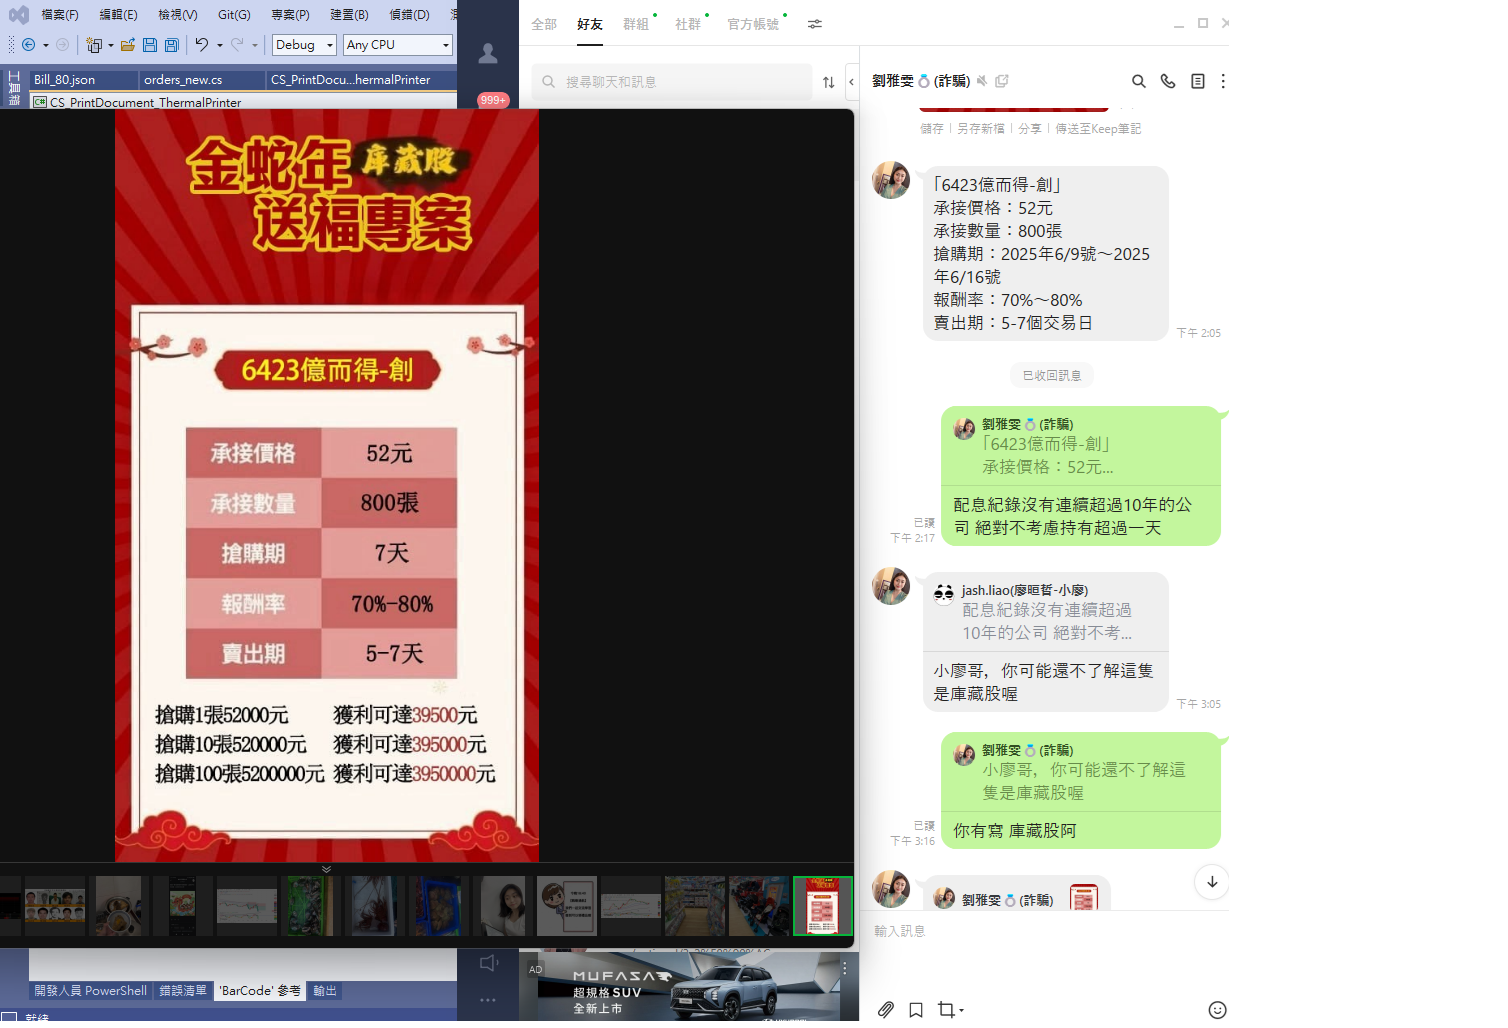 檔案(F) 編輯(E) 檢視(V) Git(G) 專案(P) 建置(B) 偵錯(D)
Debug Any CPU
Bill_80.json orders_new.cs CS_PrintDocu...hermalPrinter
工具箱
CS_PrintDocument_ThermalPrinter
999+
全部 好友 群組 社群 官方帳號
搜尋聊天和訊息
金蛇年 庫藏股
送福專案
6423億而得-創
承接價格 52元
承接數量 800張
搶購期 7天
報酬率 70%-80%
賣出期 5-7天
搶購1張52000元 獲利可達39500元
搶購10張520000元 獲利可達395000元
搶購100張5200000元 獲利可達3950000元
開發人員 PowerShell 錯誤清單 'BarCode' 參考 輸出
就緒
AD
MUFASA
超規格SUV
全新上市
劉雅雯💍(詐騙)
儲存 | 另存新檔 | 分享 | 傳送至Keep筆記
「6423億而得-創」
承接價格：52元
承接數量：800張
搶購期：2025年6/9號～2025
年6/16號
報酬率：70%～80%
賣出期：5-7個交易日
下午 2:05
已收回訊息
劉雅雯💍(詐騙)
「6423億而得-創」
承接價格：52元...
配息紀錄沒有連續超過10年的公
司 絕對不考慮持有超過一天
已讀
下午 2:17
jash.liao(廖晅晢-小廖)
配息紀錄沒有連續超過
10年的公司 絕對不考...
小廖哥，你可能還不了解這隻
是庫藏股喔
下午 3:05
劉雅雯💍(詐騙)
小廖哥，你可能還不了解這
隻是庫藏股喔
你有寫 庫藏股阿
已讀
下午 3:16
劉雅雯💍(詐騙)
輸入訊息